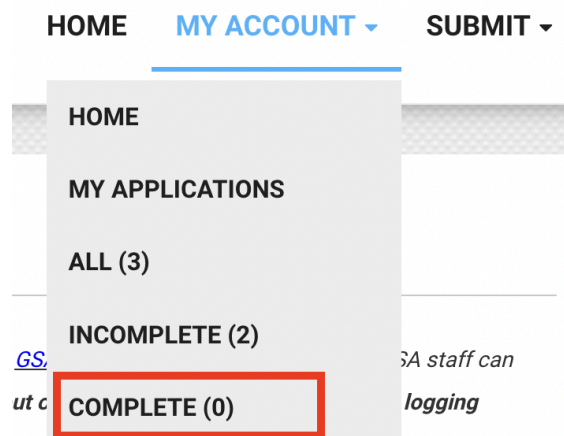 HOME MY ACCOUNT SUBMIT
HOME
MY APPLICATIONS
ALL (3)
INCOMPLETE (2)
SA staff can
COMPLETE (0) logging